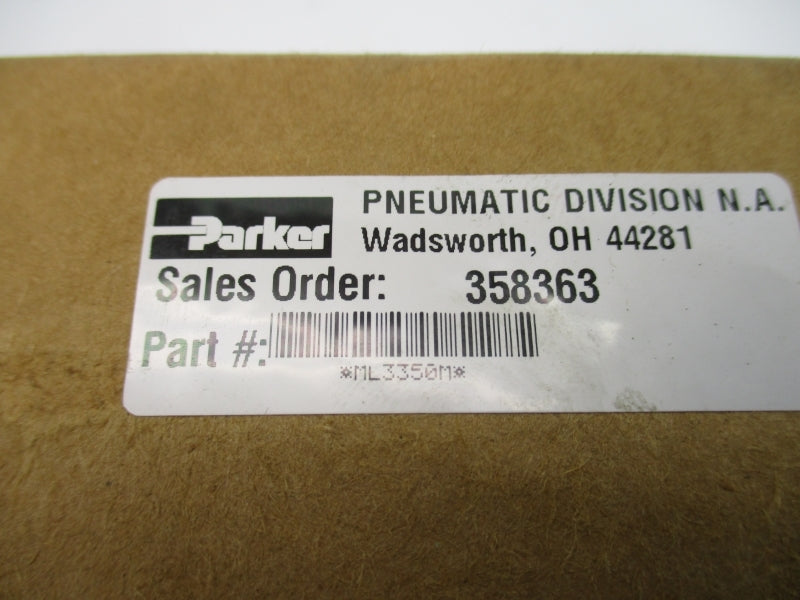 Parker
PNEUMATIC DIVISION N.A.
Wadsworth, OH 44281
Sales Order: 358363
Part #:
*ML3350M*